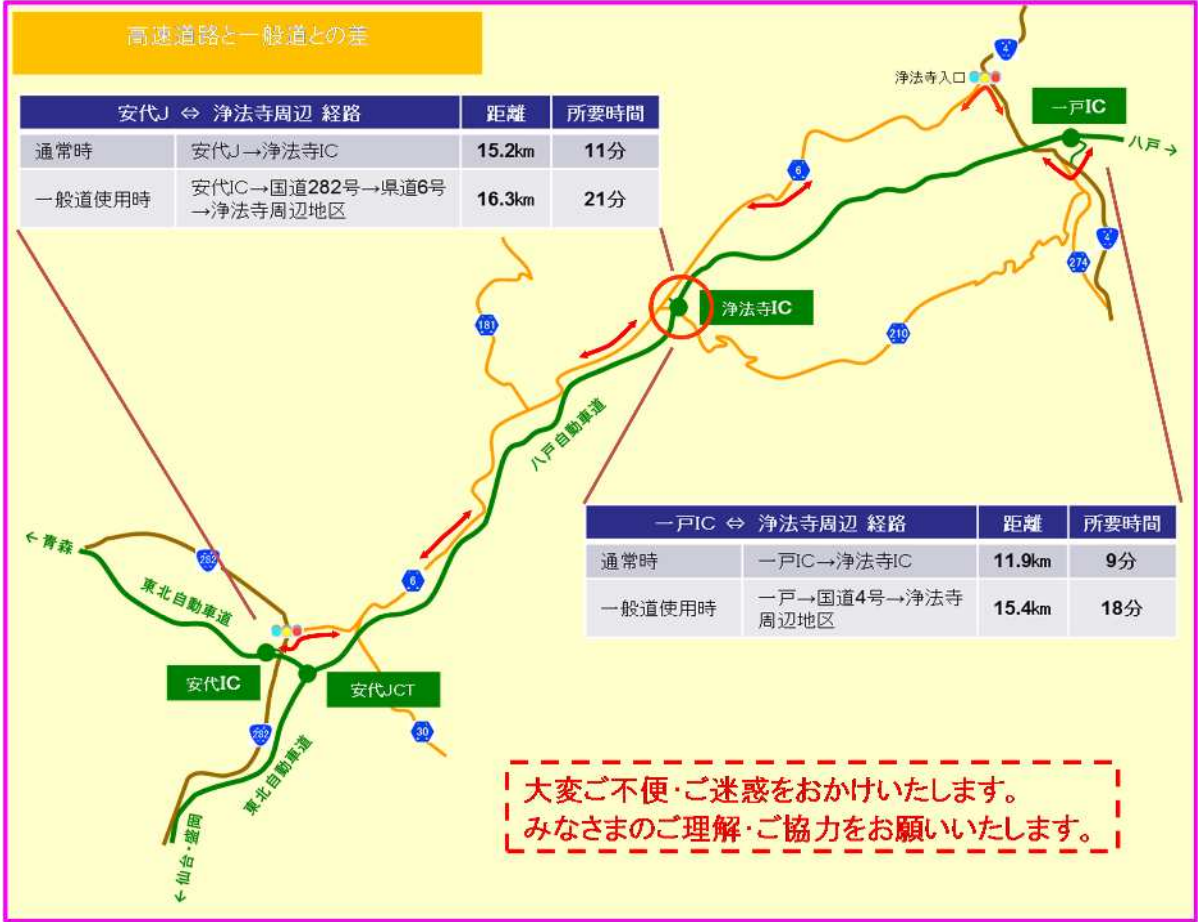 高速道路と一般道との差
安代J ⇔ 浄法寺周辺 経路 距離 所要時間
通常時 安代J→浄法寺IC 15.2km 11分
一般道使用時 安代IC→国道282号→県道6号
→浄法寺周辺地区 16.3km 21分
4
浄法寺入口
一戸IC
八戸→
6
4
274
浄法寺IC
181
210
八戸自動車道
一戸IC ⇔ 浄法寺周辺 経路 距離 所要時間
通常時 一戸IC→浄法寺IC 11.9km 9分
一般道使用時 一戸→国道4号→浄法寺
周辺地区 15.4km 18分
←青森
282
東北自動車道
6
安代IC
安代JCT
282
30
東北自動車道
←仙台・盛岡
大変ご不便・ご迷惑をおかけいたします。
みなさまのご理解・ご協力をお願いいたします。